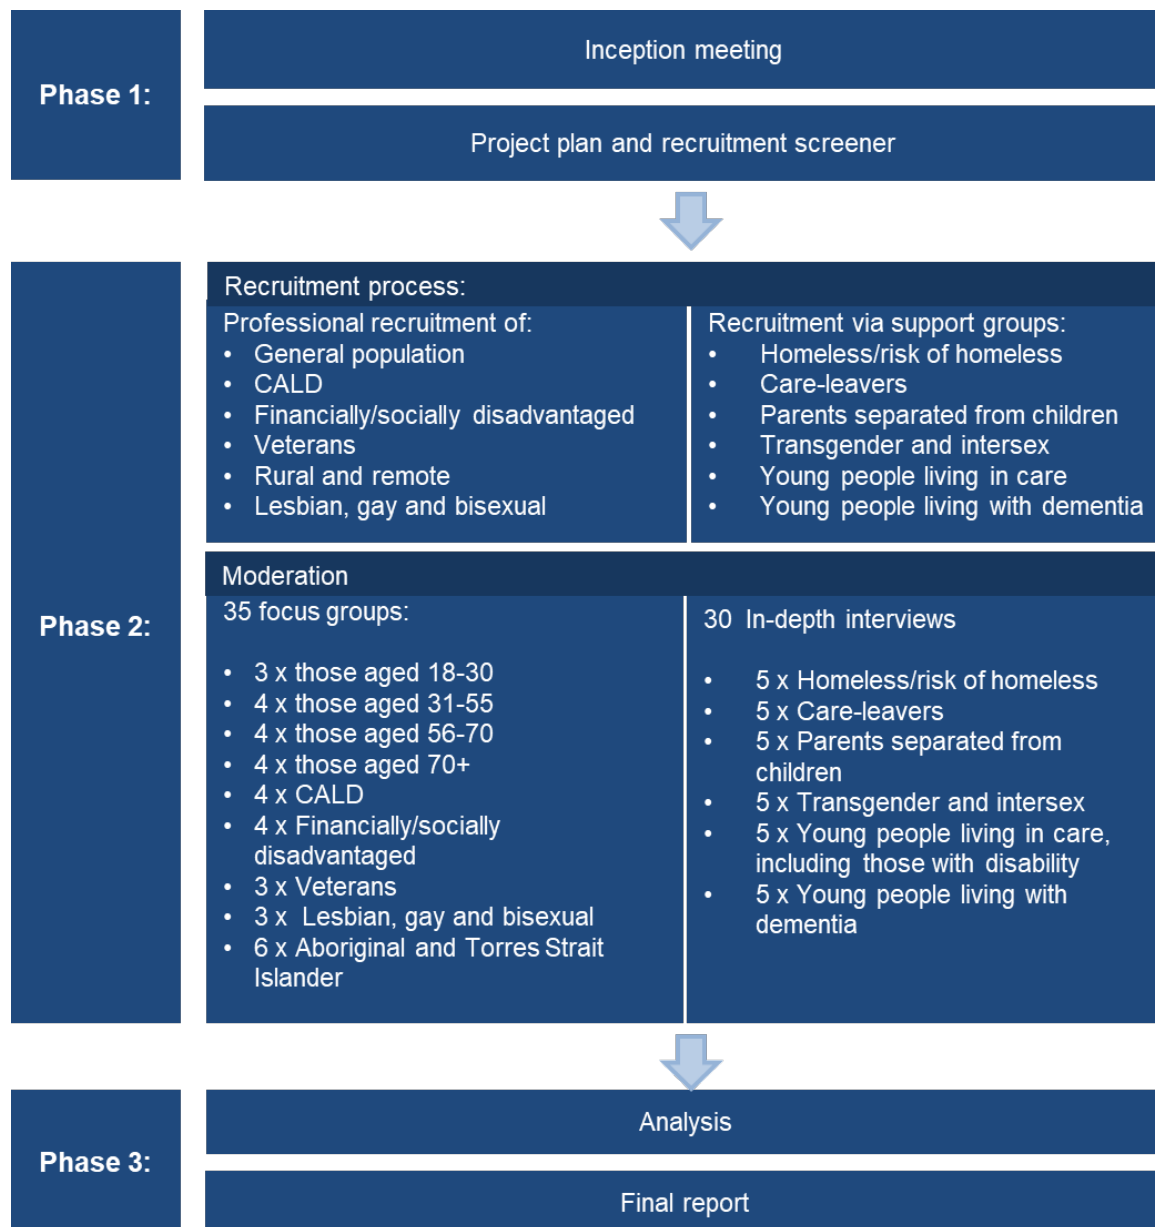 Phase 1:
Inception meeting
Project plan and recruitment screener
Phase 2:
Recruitment process:
Professional recruitment of:
• General population
• CALD
• Financially/socially disadvantaged
• Veterans
• Rural and remote
• Lesbian, gay and bisexual
Recruitment via support groups:
• Homeless/risk of homeless
• Care-leavers
• Parents separated from children
• Transgender and intersex
• Young people living in care
• Young people living with dementia
Moderation
35 focus groups:
• 3 x those aged 18-30
• 4 x those aged 31-55
• 4 x those aged 56-70
• 4 x those aged 70+
• 4 x CALD
• 4 x Financially/socially
disadvantaged
• 3 x Veterans
• 3 x Lesbian, gay and bisexual
• 6 x Aboriginal and Torres Strait
Islander
30 In-depth interviews
• 5 x Homeless/risk of homeless
• 5 x Care-leavers
• 5 x Parents separated from
children
• 5 x Transgender and intersex
• 5 x Young people living in care,
including those with disability
• 5 x Young people living with
dementia
Phase 3:
Analysis
Final report